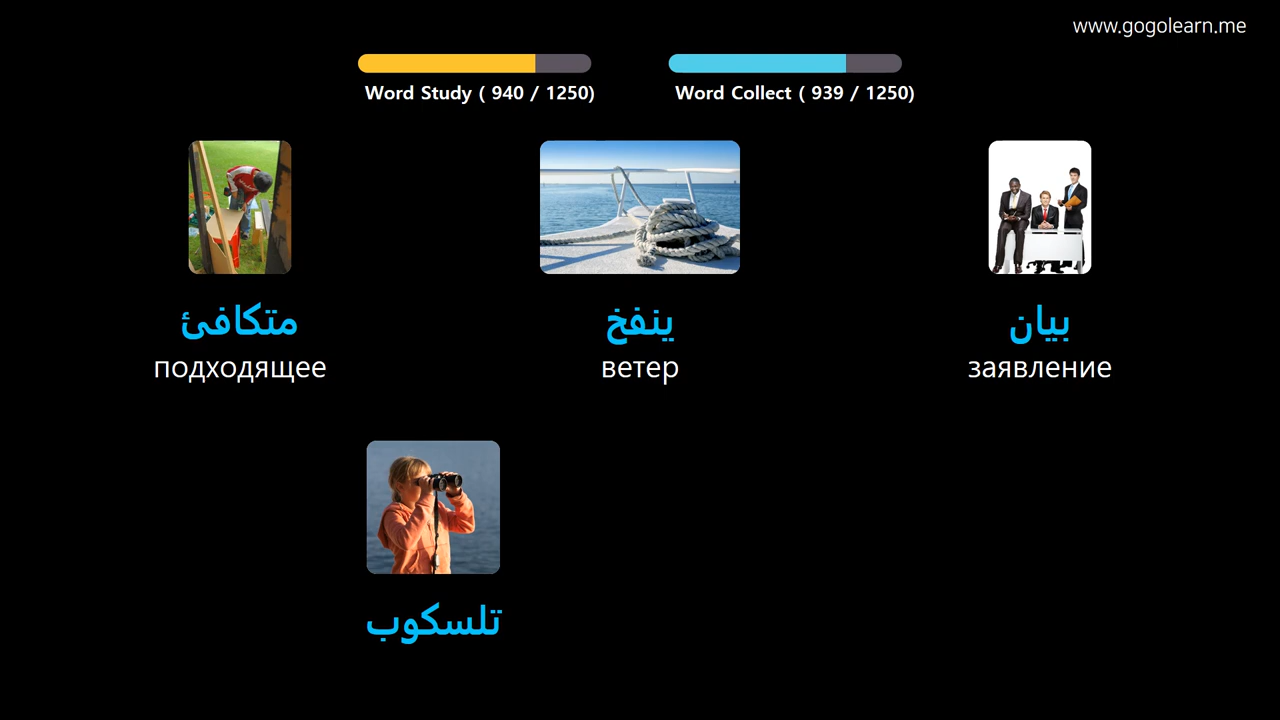 www.gogolearn.me
Word Study ( 940 / 1250)
Word Collect ( 939 / 1250)
متكافئ
подходящее
ينفخ
ветер
بيان
заявление
تلسكوب